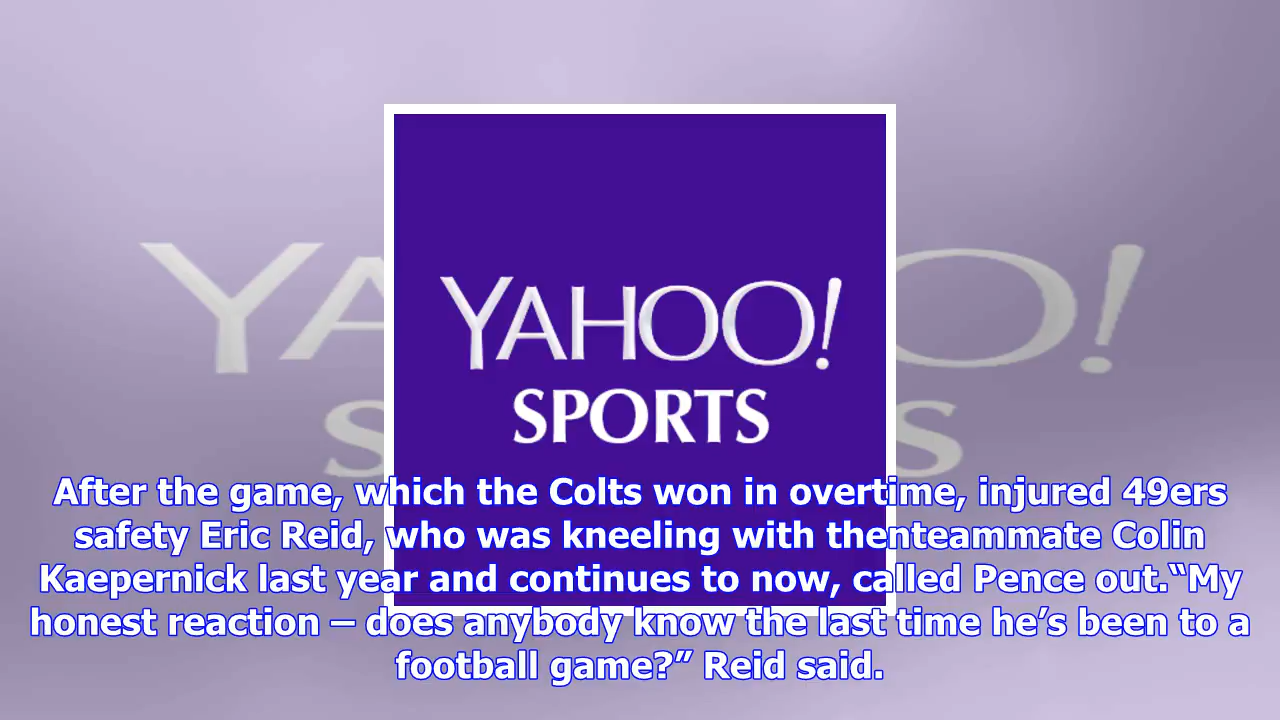 YAHOO!
SPORTS
After the game, which the Colts won in overtime, injured 49ers
safety Eric Reid, who was kneeling with thenteammate Colin
Kaepernick last year and continues to now, called Pence out.“My
honest reaction – does anybody know the last time he’s been to a
football game?” Reid said.